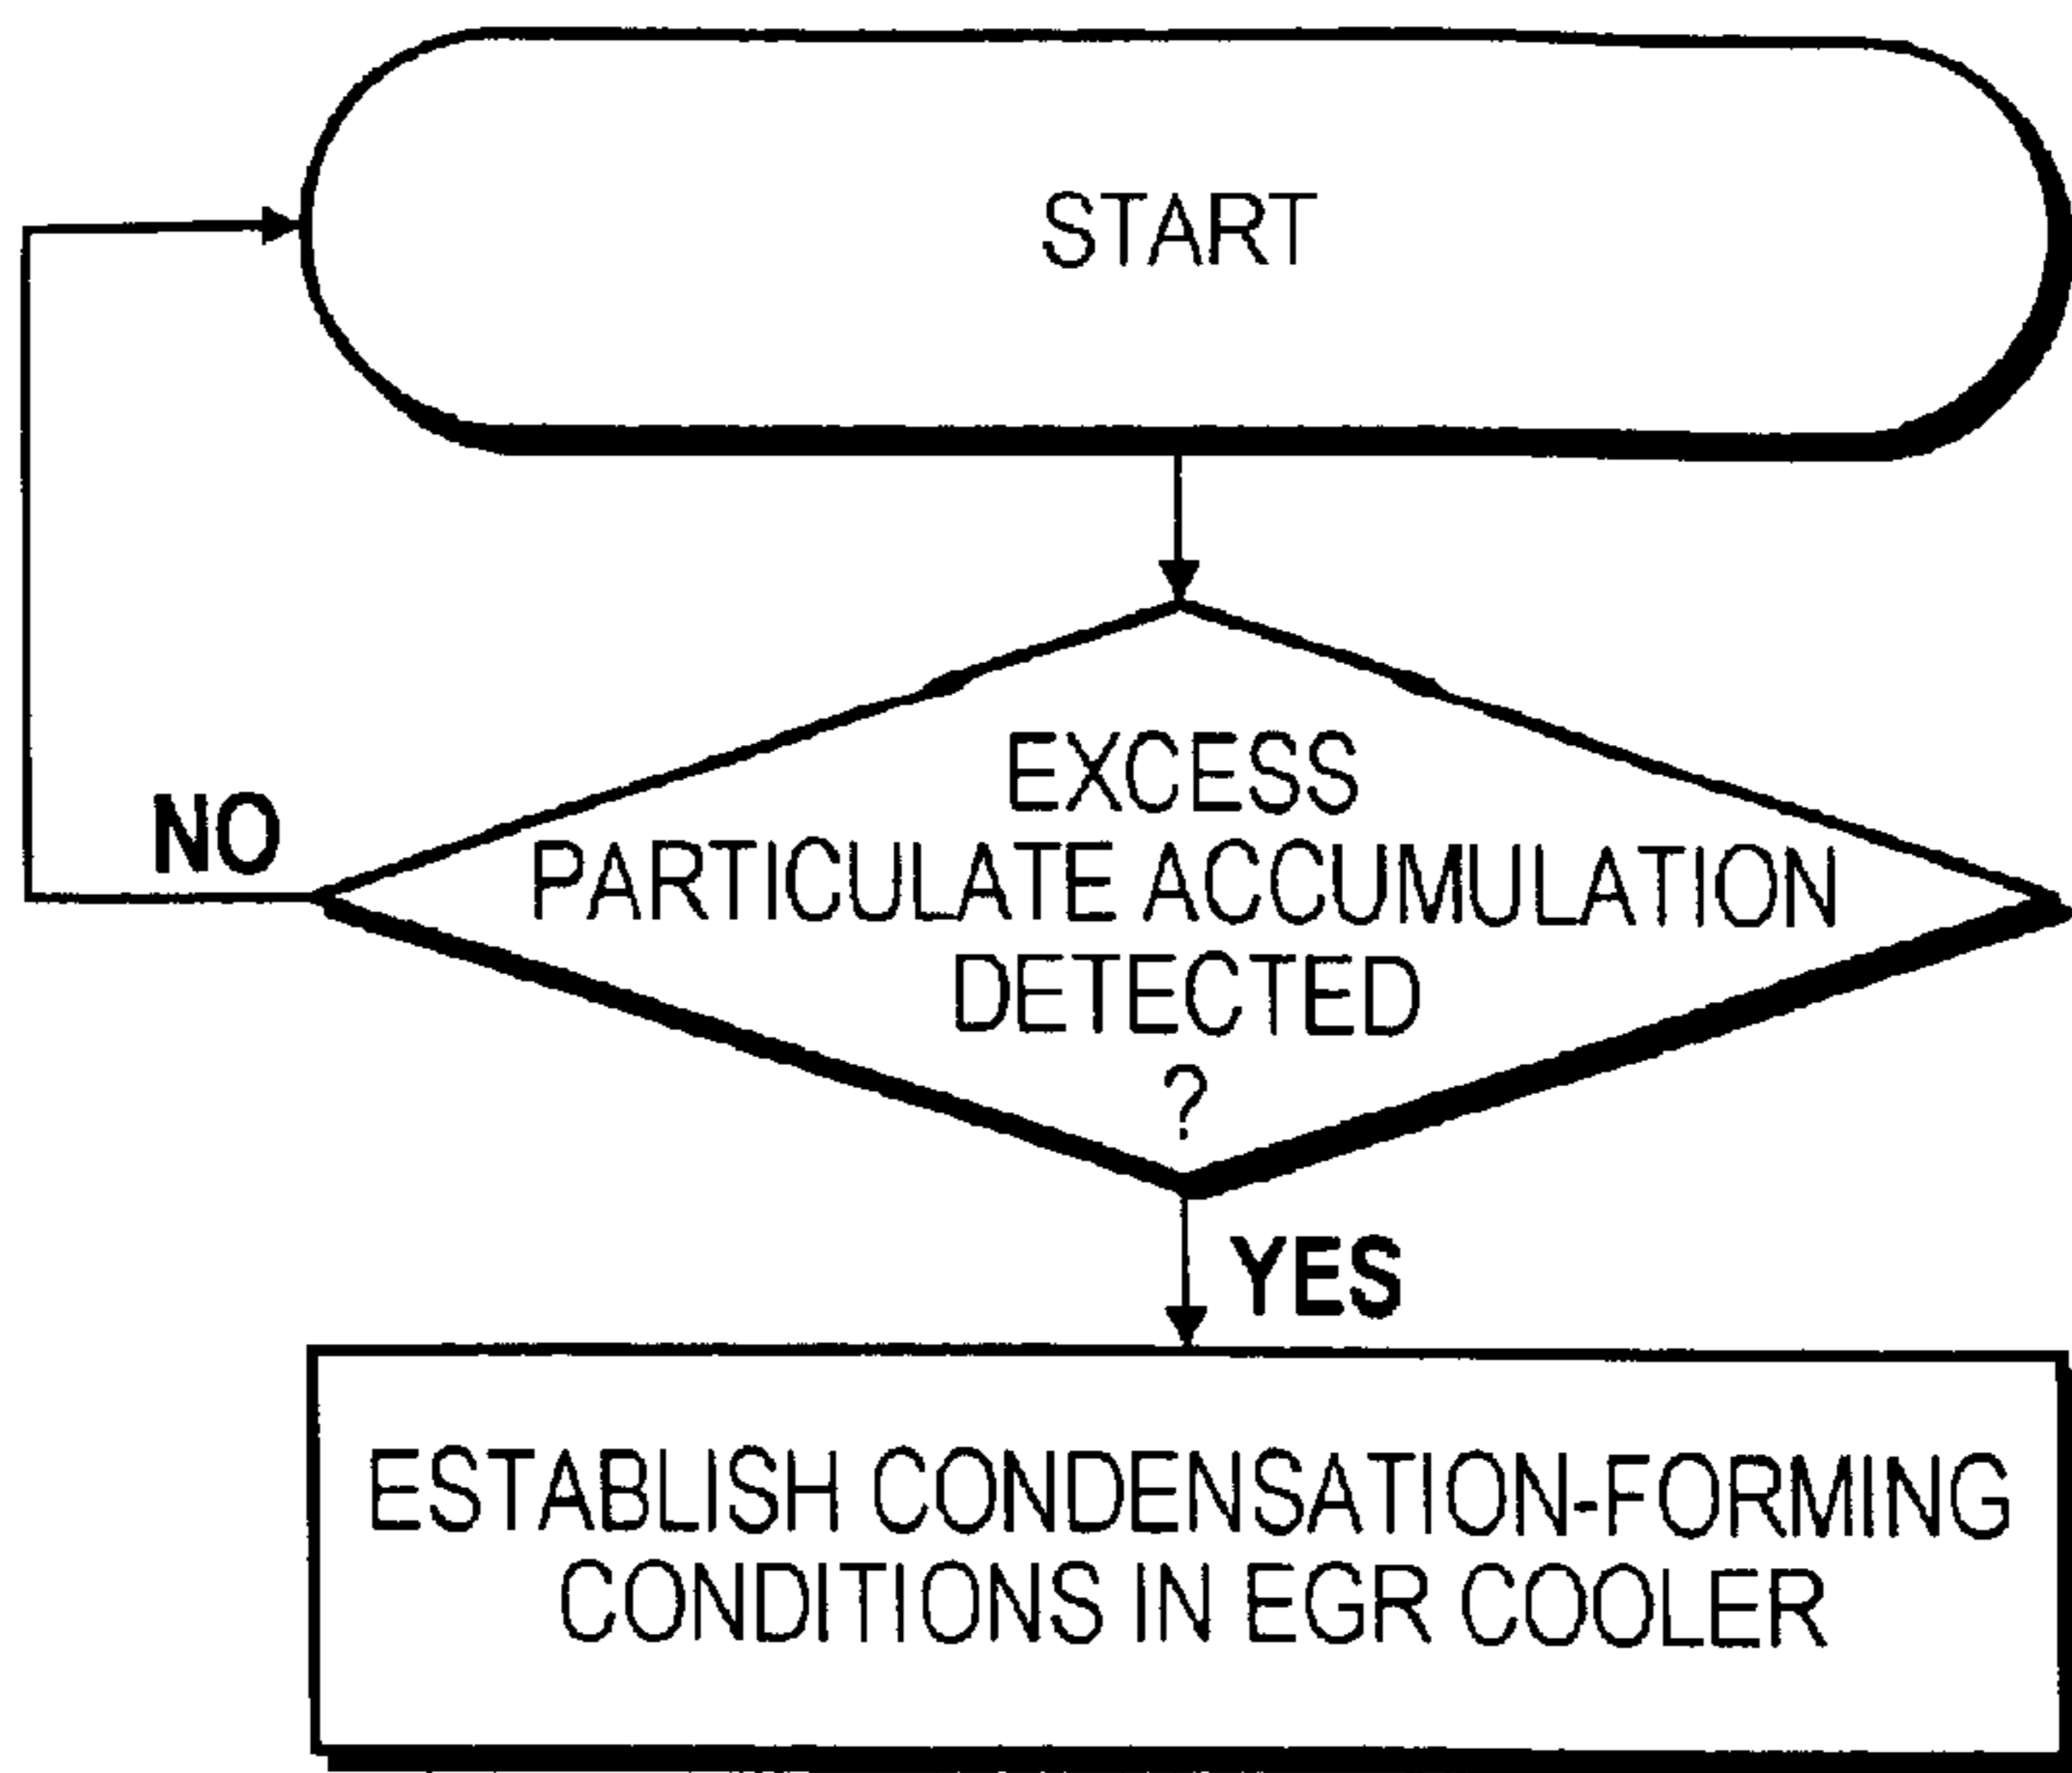 START
EXCESS
PARTICULATE ACCUMULATION
DETECTED
?
NO
YES
ESTABLISH CONDENSATION-FORMING
CONDITIONS IN EGR COOLER